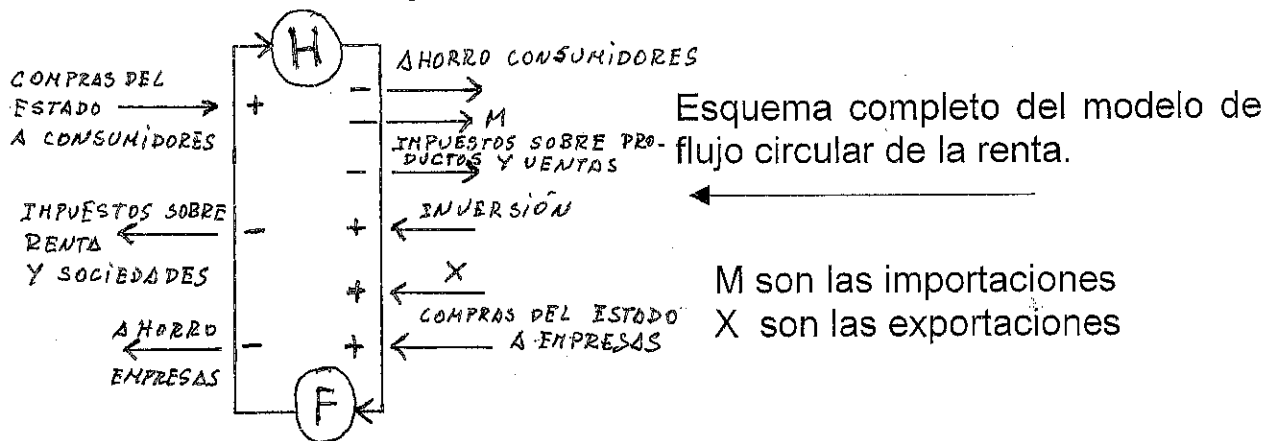 H
COMPRAS DEL
ESTADO
A CONSUMIDORES
+
IMPUESTOS SOBRE
RENTA
Y SOCIEDADES
-
AHORRO
EMPRESAS
-
AHORRO CONSUMIDORES
-
- M
IMPUESTOS SOBRE PRO-
DUCTOS Y VENTAS
-
INVERSIÓN
+
X
+
COMPRAS DEL ESTADO
A EMPRESAS
+
F
Esquema completo del modelo de
flujo circular de la renta.
M son las importaciones
X son las exportaciones